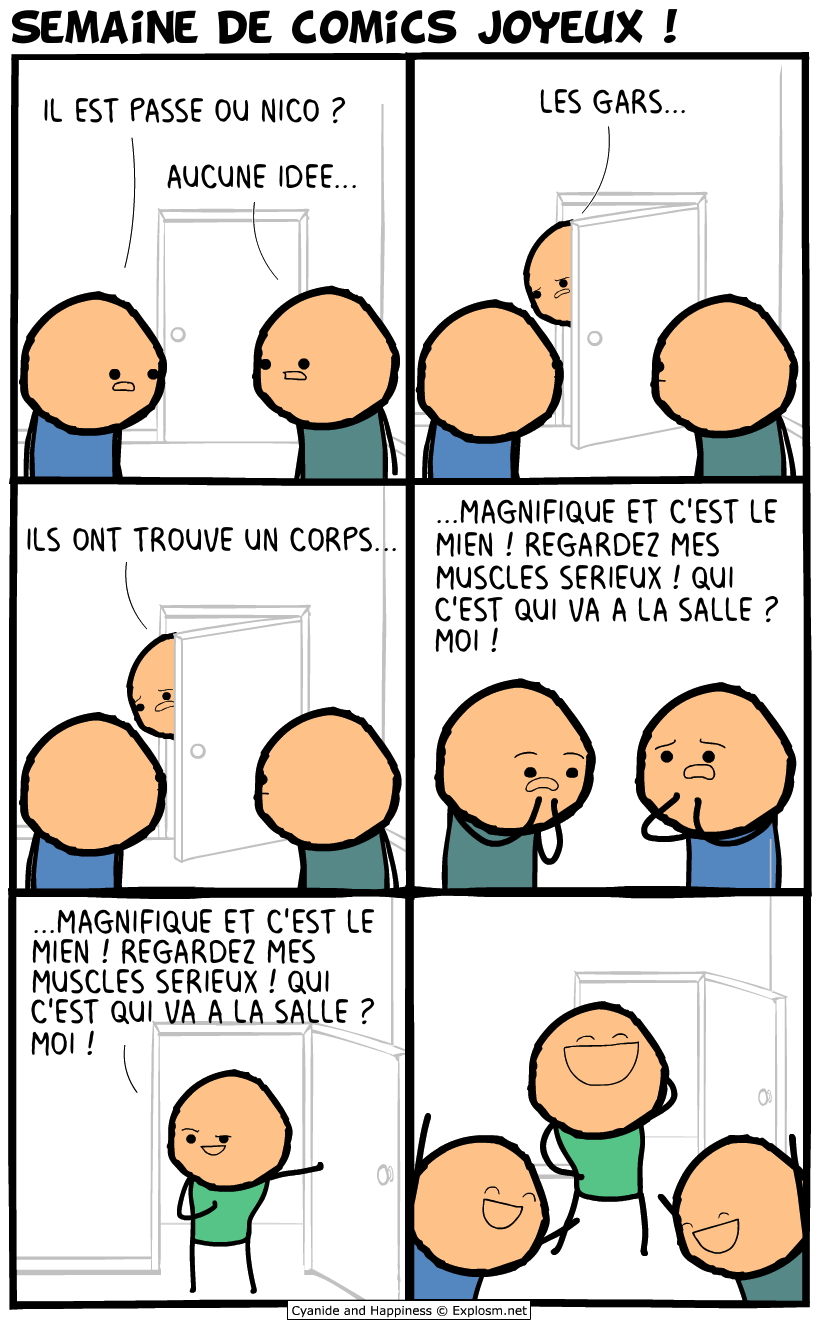 SEMAINE DE COMICS JOYEUX !
IL EST PASSE OU NICO ?
AUCUNE IDEE...
LES GARS...
ILS ONT TROUVE UN CORPS...
...MAGNIFIQUE ET C'EST LE
MIEN ! REGARDEZ MES
MUSCLES SERIEUX ! QUI
C'EST QUI VA A LA SALLE ?
MOI !
...MAGNIFIQUE ET C'EST LE
MIEN ! REGARDEZ MES
MUSCLES SERIEUX ! QUI
C'EST QUI VA A LA SALLE ?
MOI !
Cyanide and Happiness © Explosm.net